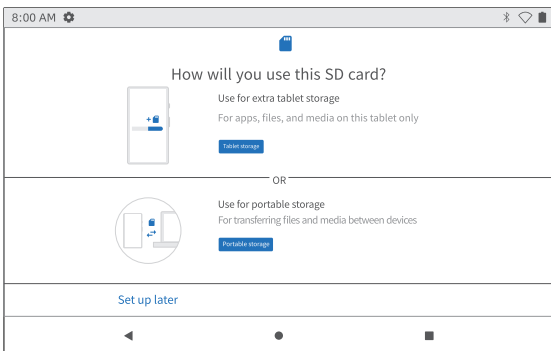 8:00 AM
How will you use this SD card?
Use for extra tablet storage
For apps, files, and media on this tablet only
Tablet storage
OR
Use for portable storage
For transferring files and media between devices
Portable storage
Set up later